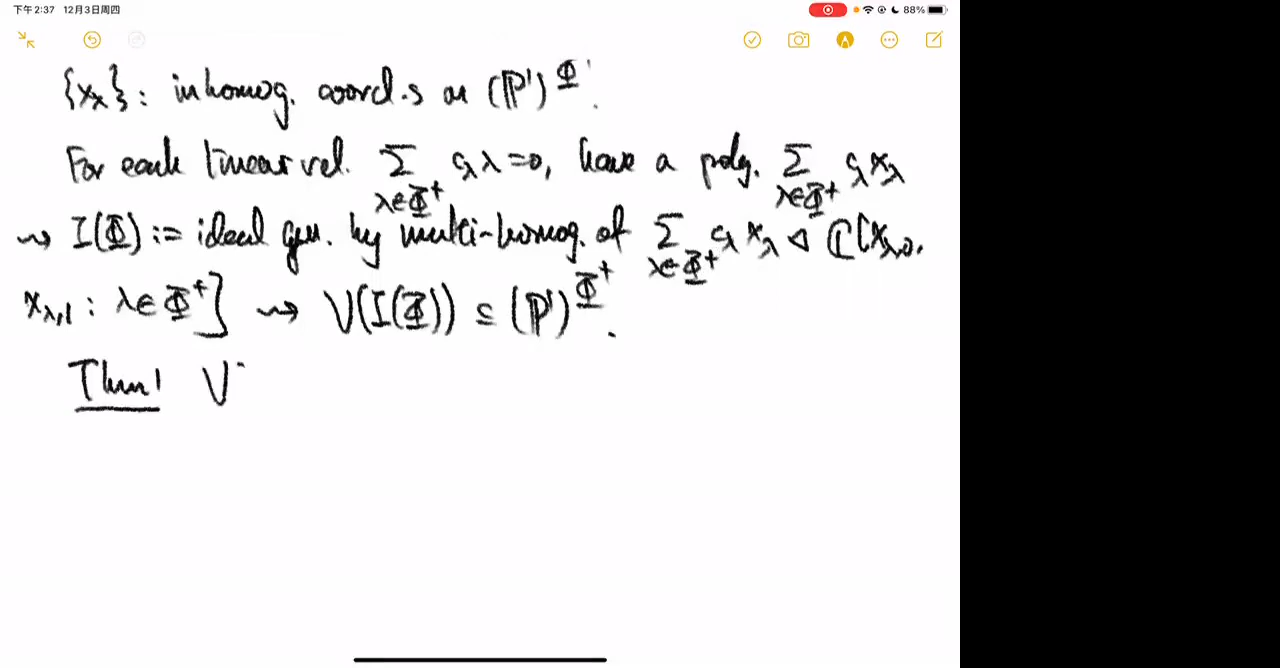 下午2:37 12月3日周四
88%
{x_λ}: inhomog. coord.s on (ℙ¹)^Φ⁺.
For each linear rel. Σ_{λ∈Φ⁺} c_λ λ = 0, have a poly. Σ_{λ∈Φ⁺} c_λ x_λ
⇝ I(Φ) := ideal gen. by multi-homog. of Σ_{λ∈Φ⁺} c_λ x_λ ◁ ℂ[x_{λ,0},
x_{λ,1} : λ∈Φ⁺] ⇝ V(I(Φ)) ⊆ (ℙ¹)^Φ⁺.
Thm1 V